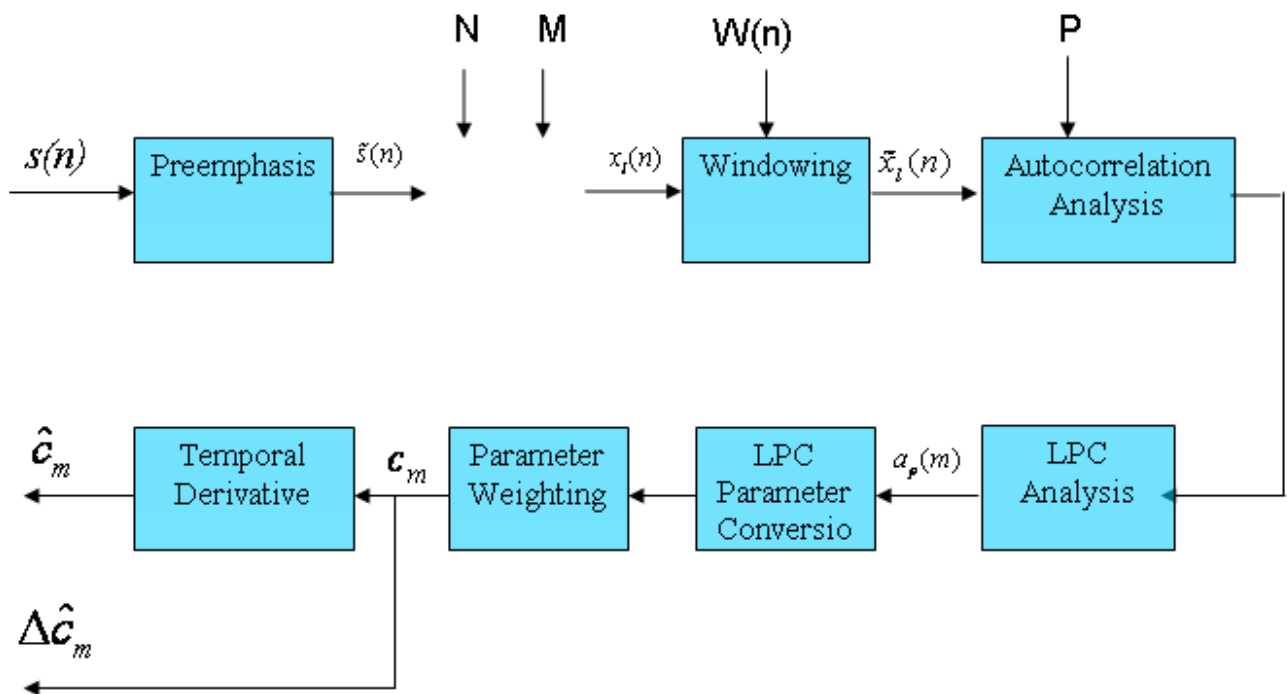 N M W(n) P
s(n) Preemphasis s̃(n) x_l(n) Windowing x̃_l(n) Autocorrelation
Analysis
ĉ_m Temporal
Derivative c_m Parameter
Weighting LPC
Parameter
Conversio a_p(m) LPC
Analysis
Δĉ_m